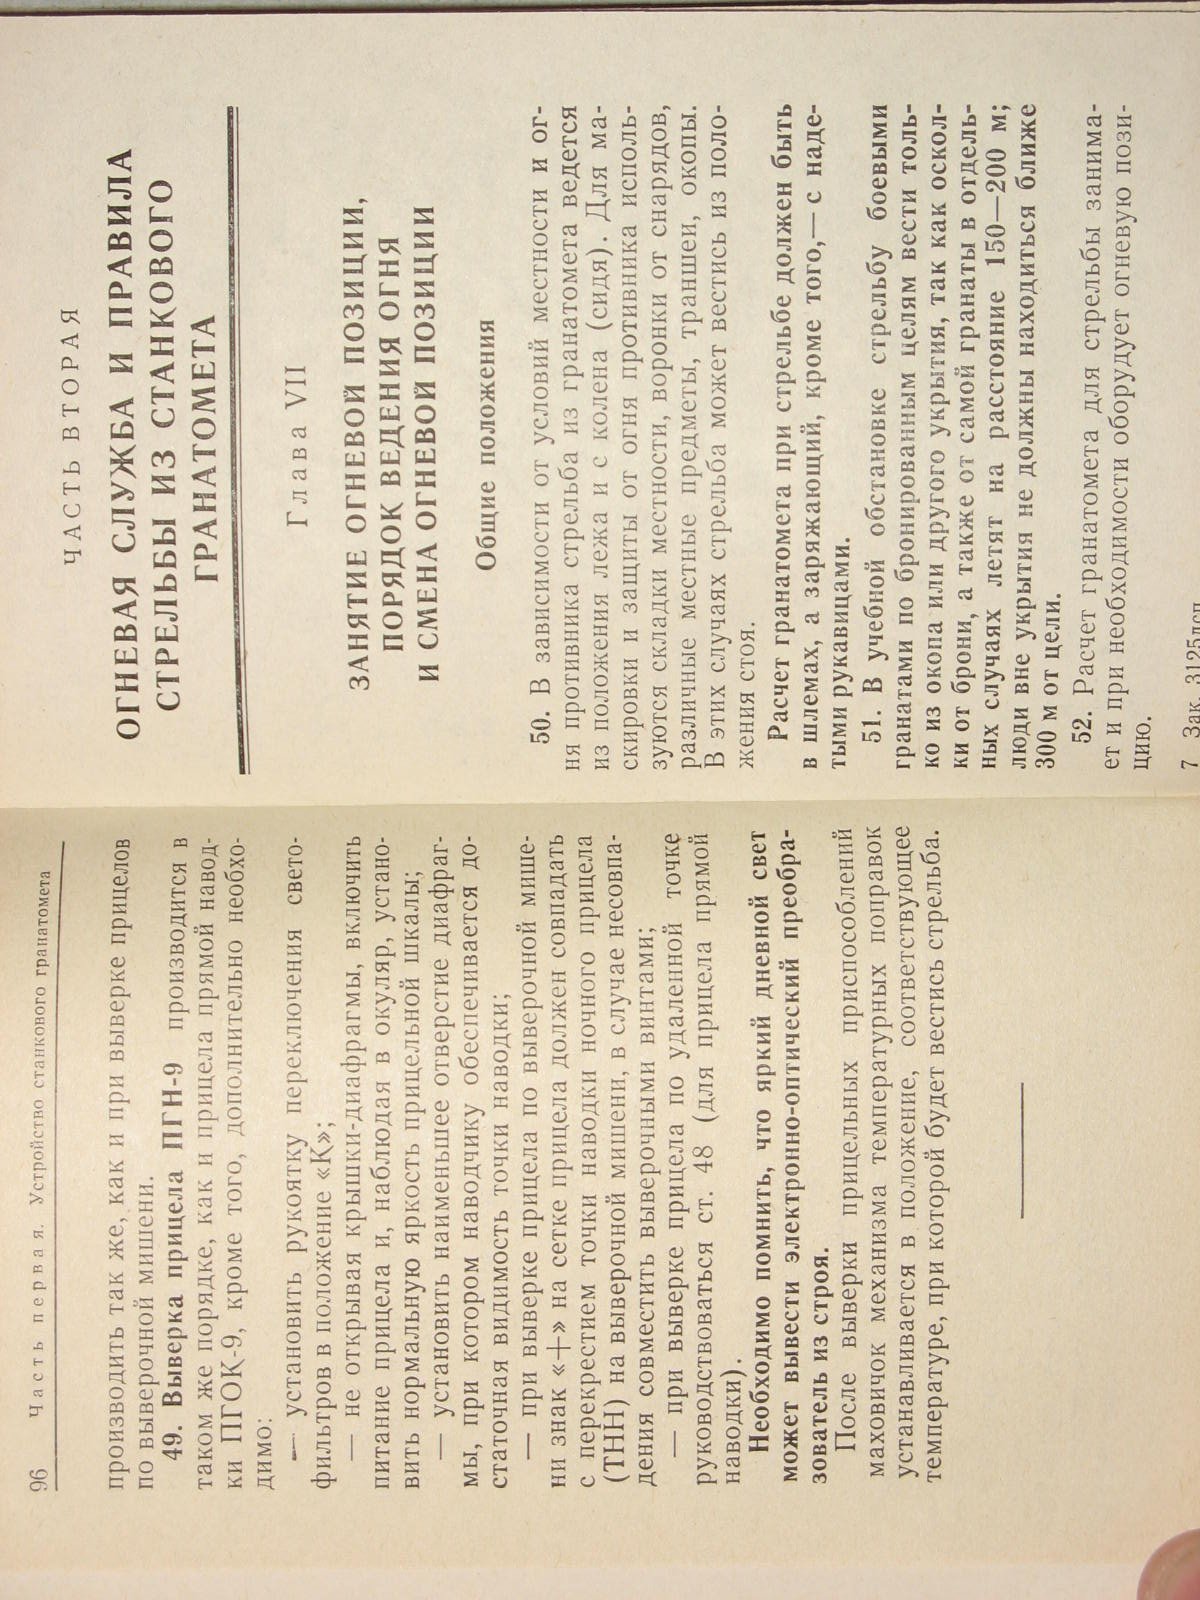 96 Часть первая. Устройство станкового гранатомета
производить так же, как и при выверке прицелов
по выверочной мишени.
49. Выверка прицела ПГН-9 производится в
таком же порядке, как и прицела прямой навод-
ки ПГОК-9, кроме того, дополнительно необхо-
димо:
— установить рукоятку переключения свето-
фильтров в положение «К»;
— не открывая крышки-диафрагмы, включить
питание прицела и, наблюдая в окуляр, устано-
вить нормальную яркость прицельной шкалы;
— установить наименьшее отверстие диафраг-
мы, при котором наводчику обеспечивается до-
статочная видимость точки наводки;
— при выверке прицела по выверочной мише-
ни знак «+» на сетке прицела должен совпадать
с перекрестием точки наводки ночного прицела
(ТНН) на выверочной мишени, в случае несовпа-
дения совместить выверочными винтами;
— при выверке прицела по удаленной точке
руководствоваться ст. 48 (для прицела прямой
наводки).
Необходимо помнить, что яркий дневной свет
может вывести электронно-оптический преобра-
зователь из строя.
После выверки прицельных приспособлений
маховичок механизма температурных поправок
устанавливается в положение, соответствующее
температуре, при которой будет вестись стрельба.
ЧАСТЬ ВТОРАЯ
ОГНЕВАЯ СЛУЖБА И ПРАВИЛА
СТРЕЛЬБЫ ИЗ СТАНКОВОГО
ГРАНАТОМЕТА
Глава VII
ЗАНЯТИЕ ОГНЕВОЙ ПОЗИЦИИ,
ПОРЯДОК ВЕДЕНИЯ ОГНЯ
И СМЕНА ОГНЕВОЙ ПОЗИЦИИ
Общие положения
50. В зависимости от условий местности и ог-
ня противника стрельба из гранатомета ведется
из положения лежа и с колена (сидя). Для ма-
скировки и защиты от огня противника исполь-
зуются складки местности, воронки от снарядов,
различные местные предметы, траншеи, окопы.
В этих случаях стрельба может вестись из поло-
жения стоя.
Расчет гранатомета при стрельбе должен быть
в шлемах, а заряжающий, кроме того,— с наде-
тыми рукавицами.
51. В учебной обстановке стрельбу боевыми
гранатами по бронированным целям вести толь-
ко из окопа или другого укрытия, так как оскол-
ки от брони, а также от самой гранаты в отдель-
ных случаях летят на расстояние 150—200 м;
люди вне укрытия не должны находиться ближе
300 м от цели.
52. Расчет гранатомета для стрельбы занима-
ет и при необходимости оборудует огневую пози-
цию.
7 Зак. 3125дсп